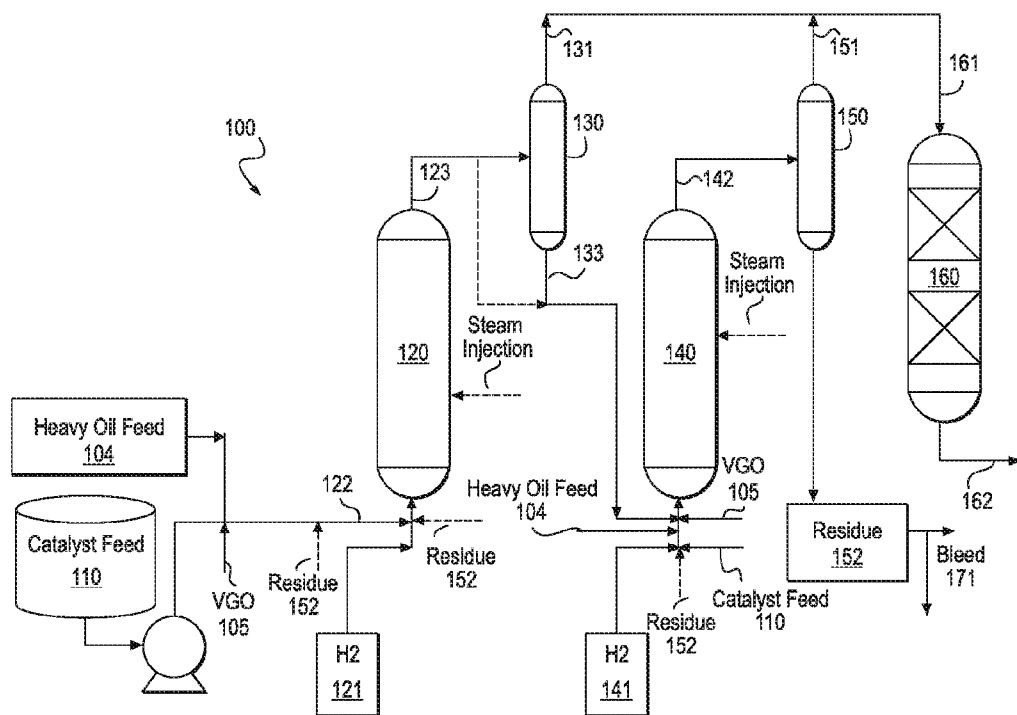 100
131
151
161
130
150
123
142
133
160
Steam
Injection
Steam
Injection
120
140
Heavy Oil Feed
104
VGO
105
162
122
Heavy Oil Feed
104
Catalyst Feed
110
Residue
152
Residue
152
Bleed
171
VGO
105
Residue
152
Residue
152
Catalyst Feed
110
H2
121
H2
141